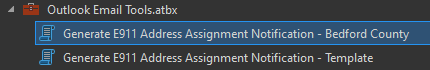 Outlook Email Tools.atbx
Generate E911 Address Assignment Notification - Bedford County
Generate E911 Address Assignment Notification - Template